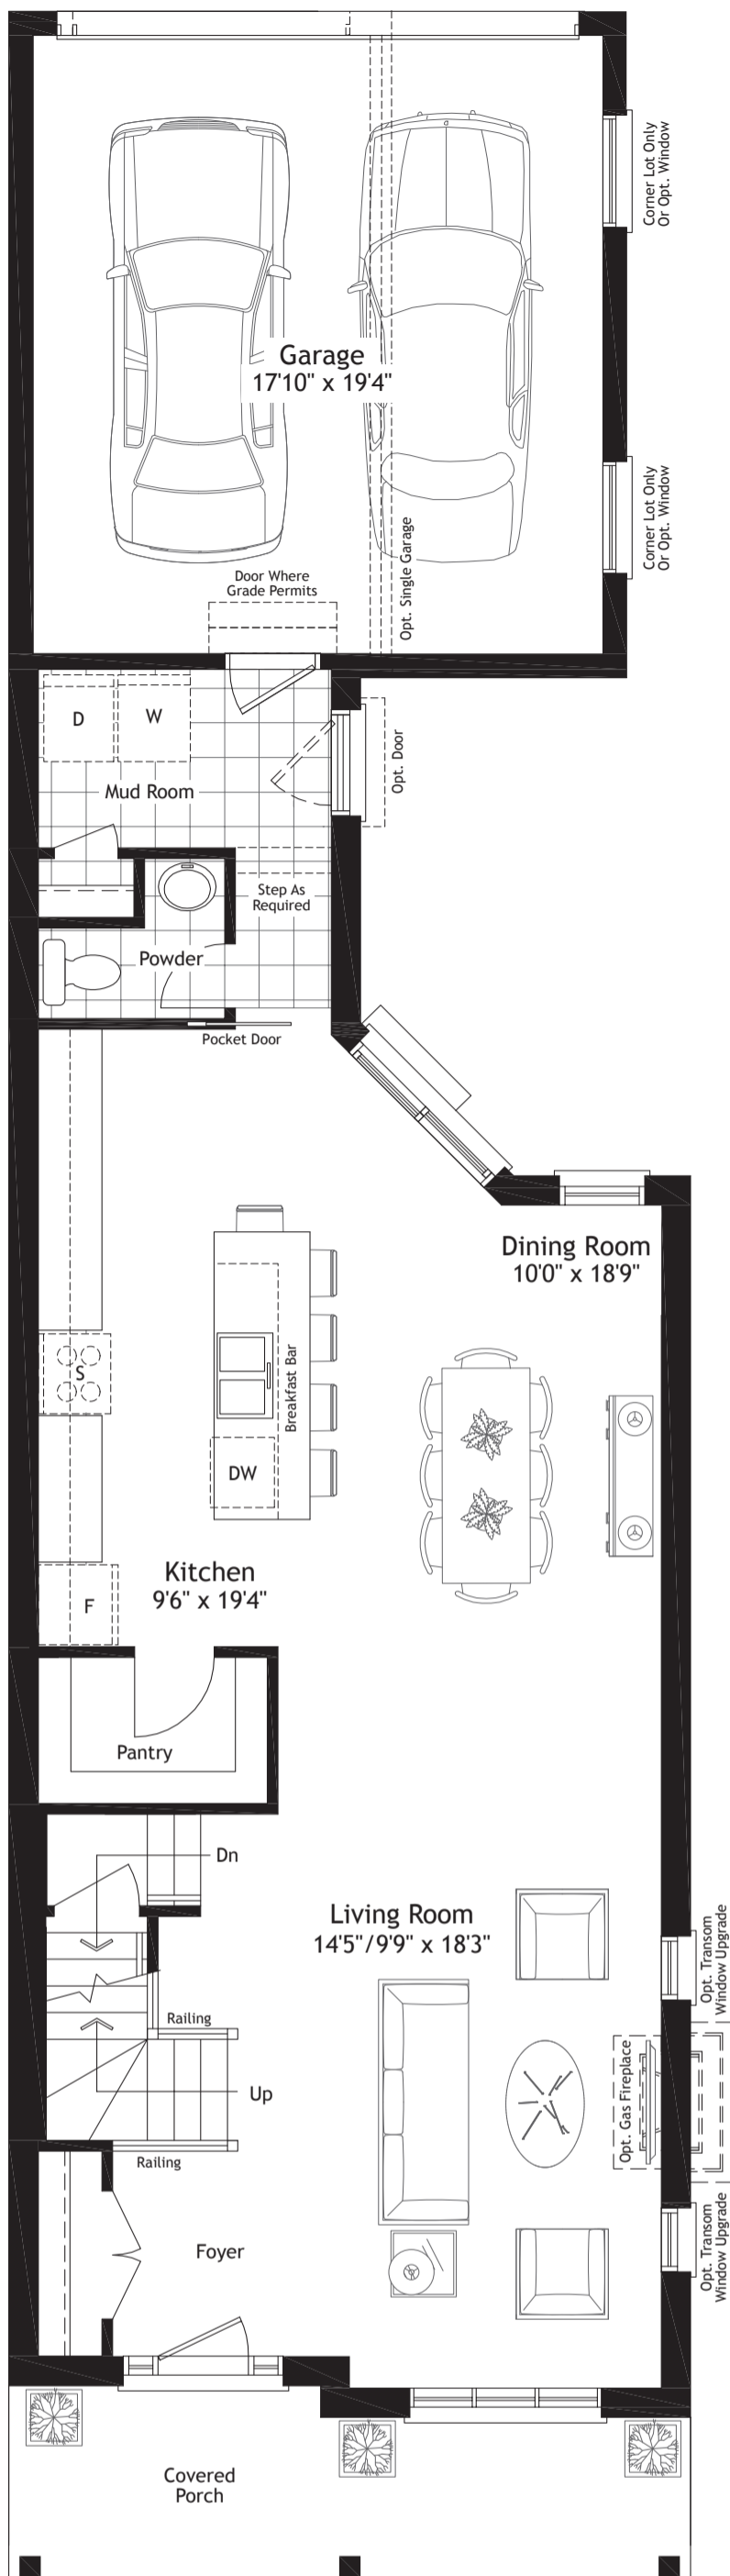 Corner Lot Only
Or Opt. Window
Garage
17'10" x 19'4"
Corner Lot Only
Or Opt. Window
Opt. Single Garage
Door Where
Grade Permits
D
W
Mud Room
Opt. Door
Step As
Required
Powder
Pocket Door
Dining Room
10'0" x 18'9"
S
Breakfast Bar
DW
Kitchen
9'6" x 19'4"
F
Pantry
Dn
Living Room
14'5"/9'9" x 18'3"
Opt. Transom
Window Upgrade
Railing
Up
Opt. Gas Fireplace
Railing
Foyer
Opt. Transom
Window Upgrade
Covered
Porch